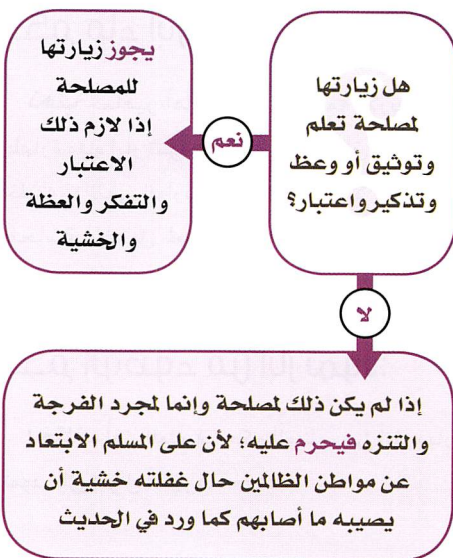 هل زيارتها
لمصلحة تعلم
وتوثيق أو وعظ
وتذكير واعتبار؟
نعم
يجوز زيارتها
للمصلحة
إذا لازم ذلك
الاعتبار
والتفكر والعظة
والخشية
لا
إذا لم يكن ذلك لمصلحة وإنما لمجرد الفرجة
والتنزه فيحرم عليه؛ لأن على المسلم الابتعاد
عن مواطن الظالمين حال غفلته خشية أن
يصيبه ما أصابهم كما ورد في الحديث